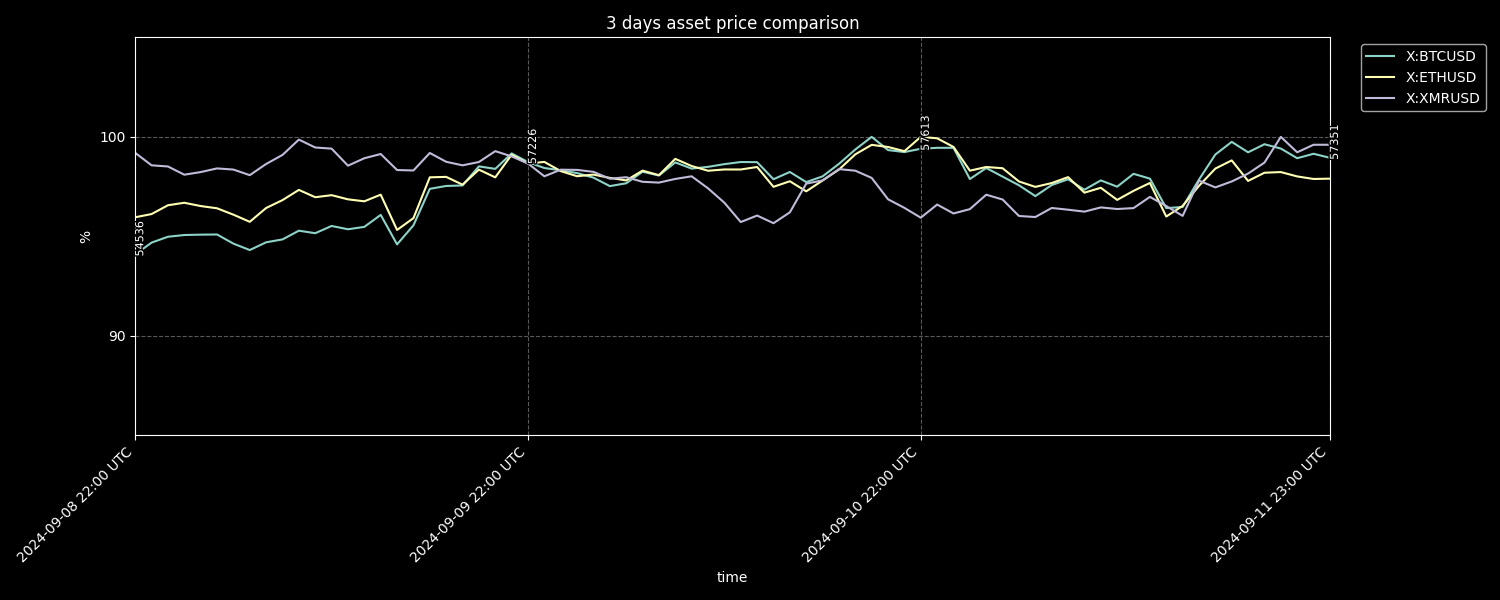 3 days asset price comparison
X:BTCUSD
X:ETHUSD
X:XMRUSD
100
90
%
54536
57226
57613
57351
2024-09-08 22:00 UTC
2024-09-09 22:00 UTC
2024-09-10 22:00 UTC
2024-09-11 23:00 UTC
time